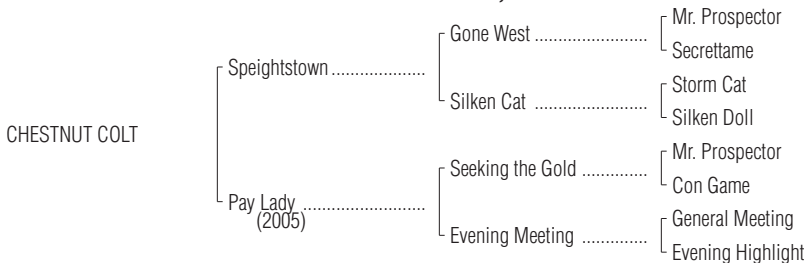 Mr. Prospector
Gone West .........................
Secrettame
Speightstown .....................
Storm Cat
Silken Cat .........................
Silken Doll
CHESTNUT COLT
Mr. Prospector
Seeking the Gold ..............
Con Game
Pay Lady ...........................
(2005)
General Meeting
Evening Meeting ..............
Evening Highlight